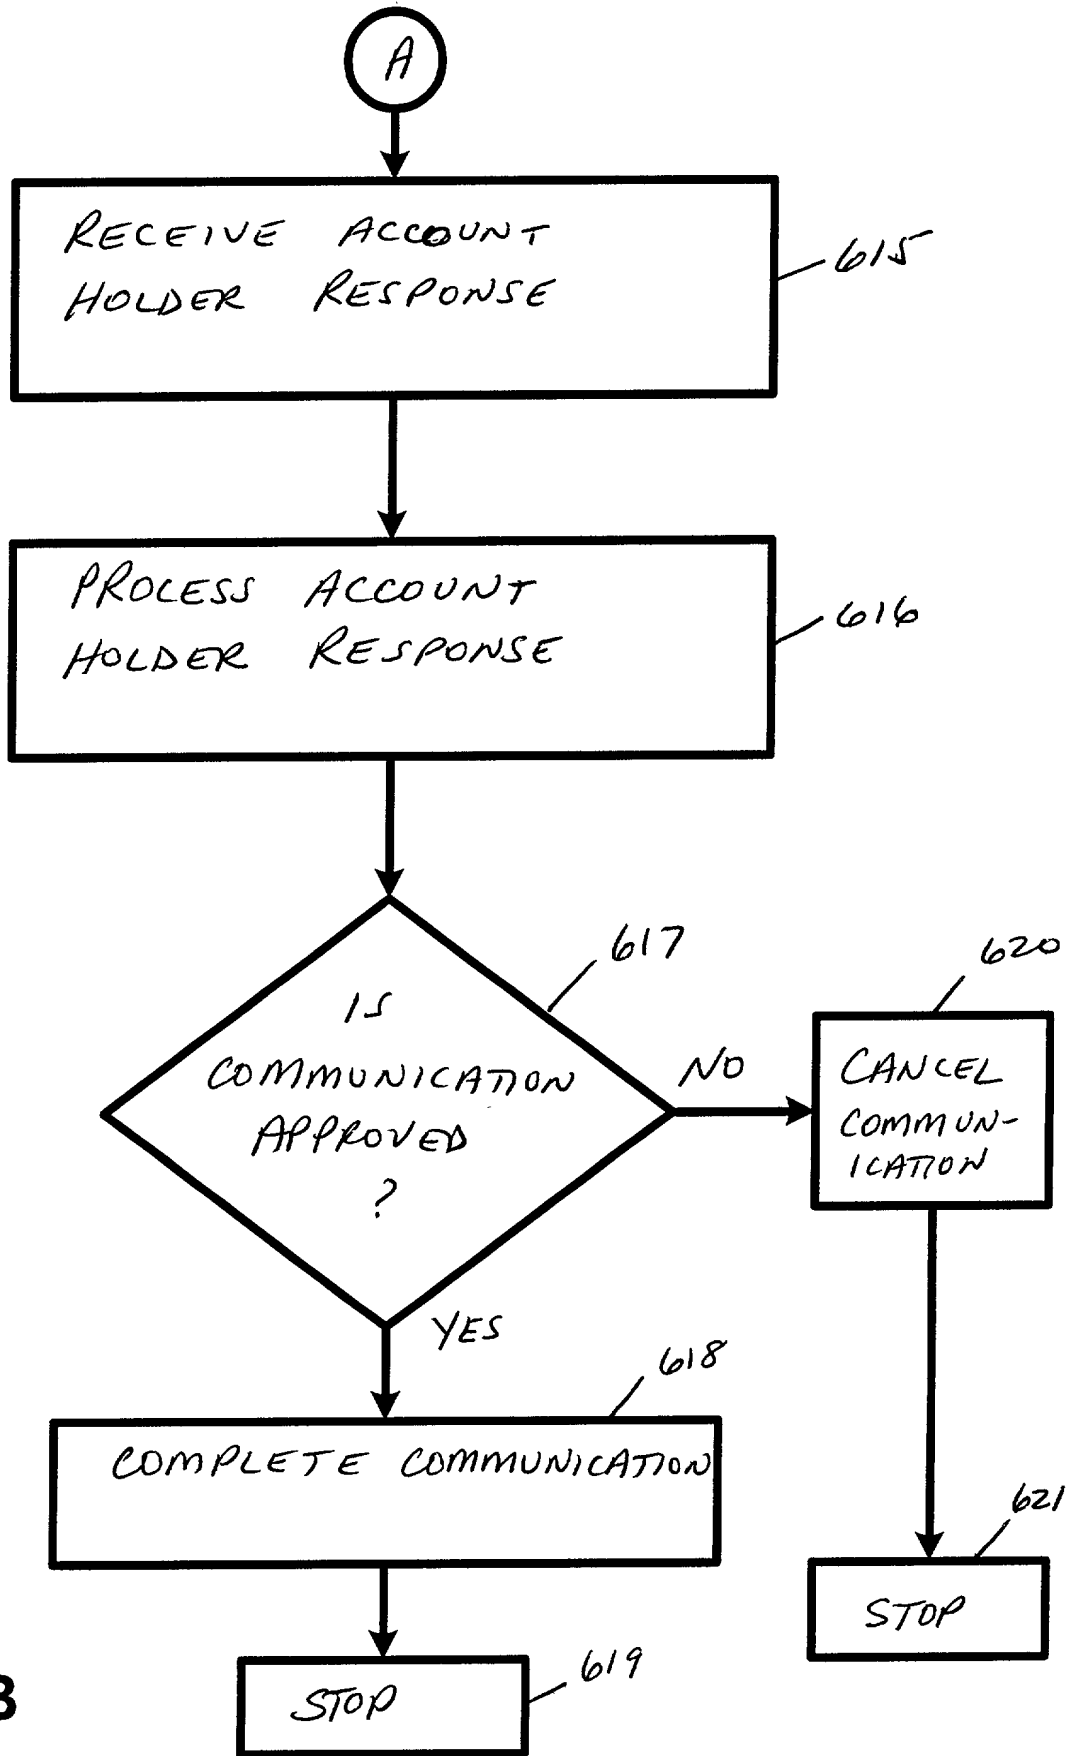 A
RECEIVE ACCOUNT
HOLDER RESPONSE
615
PROCESS ACCOUNT
HOLDER RESPONSE
616
617
IS
COMMUNICATION
APPROVED
?
NO
620
CANCEL
COMMUN-
ICATION
YES
618
COMPLETE COMMUNICATION
621
STOP
619
STOP
B